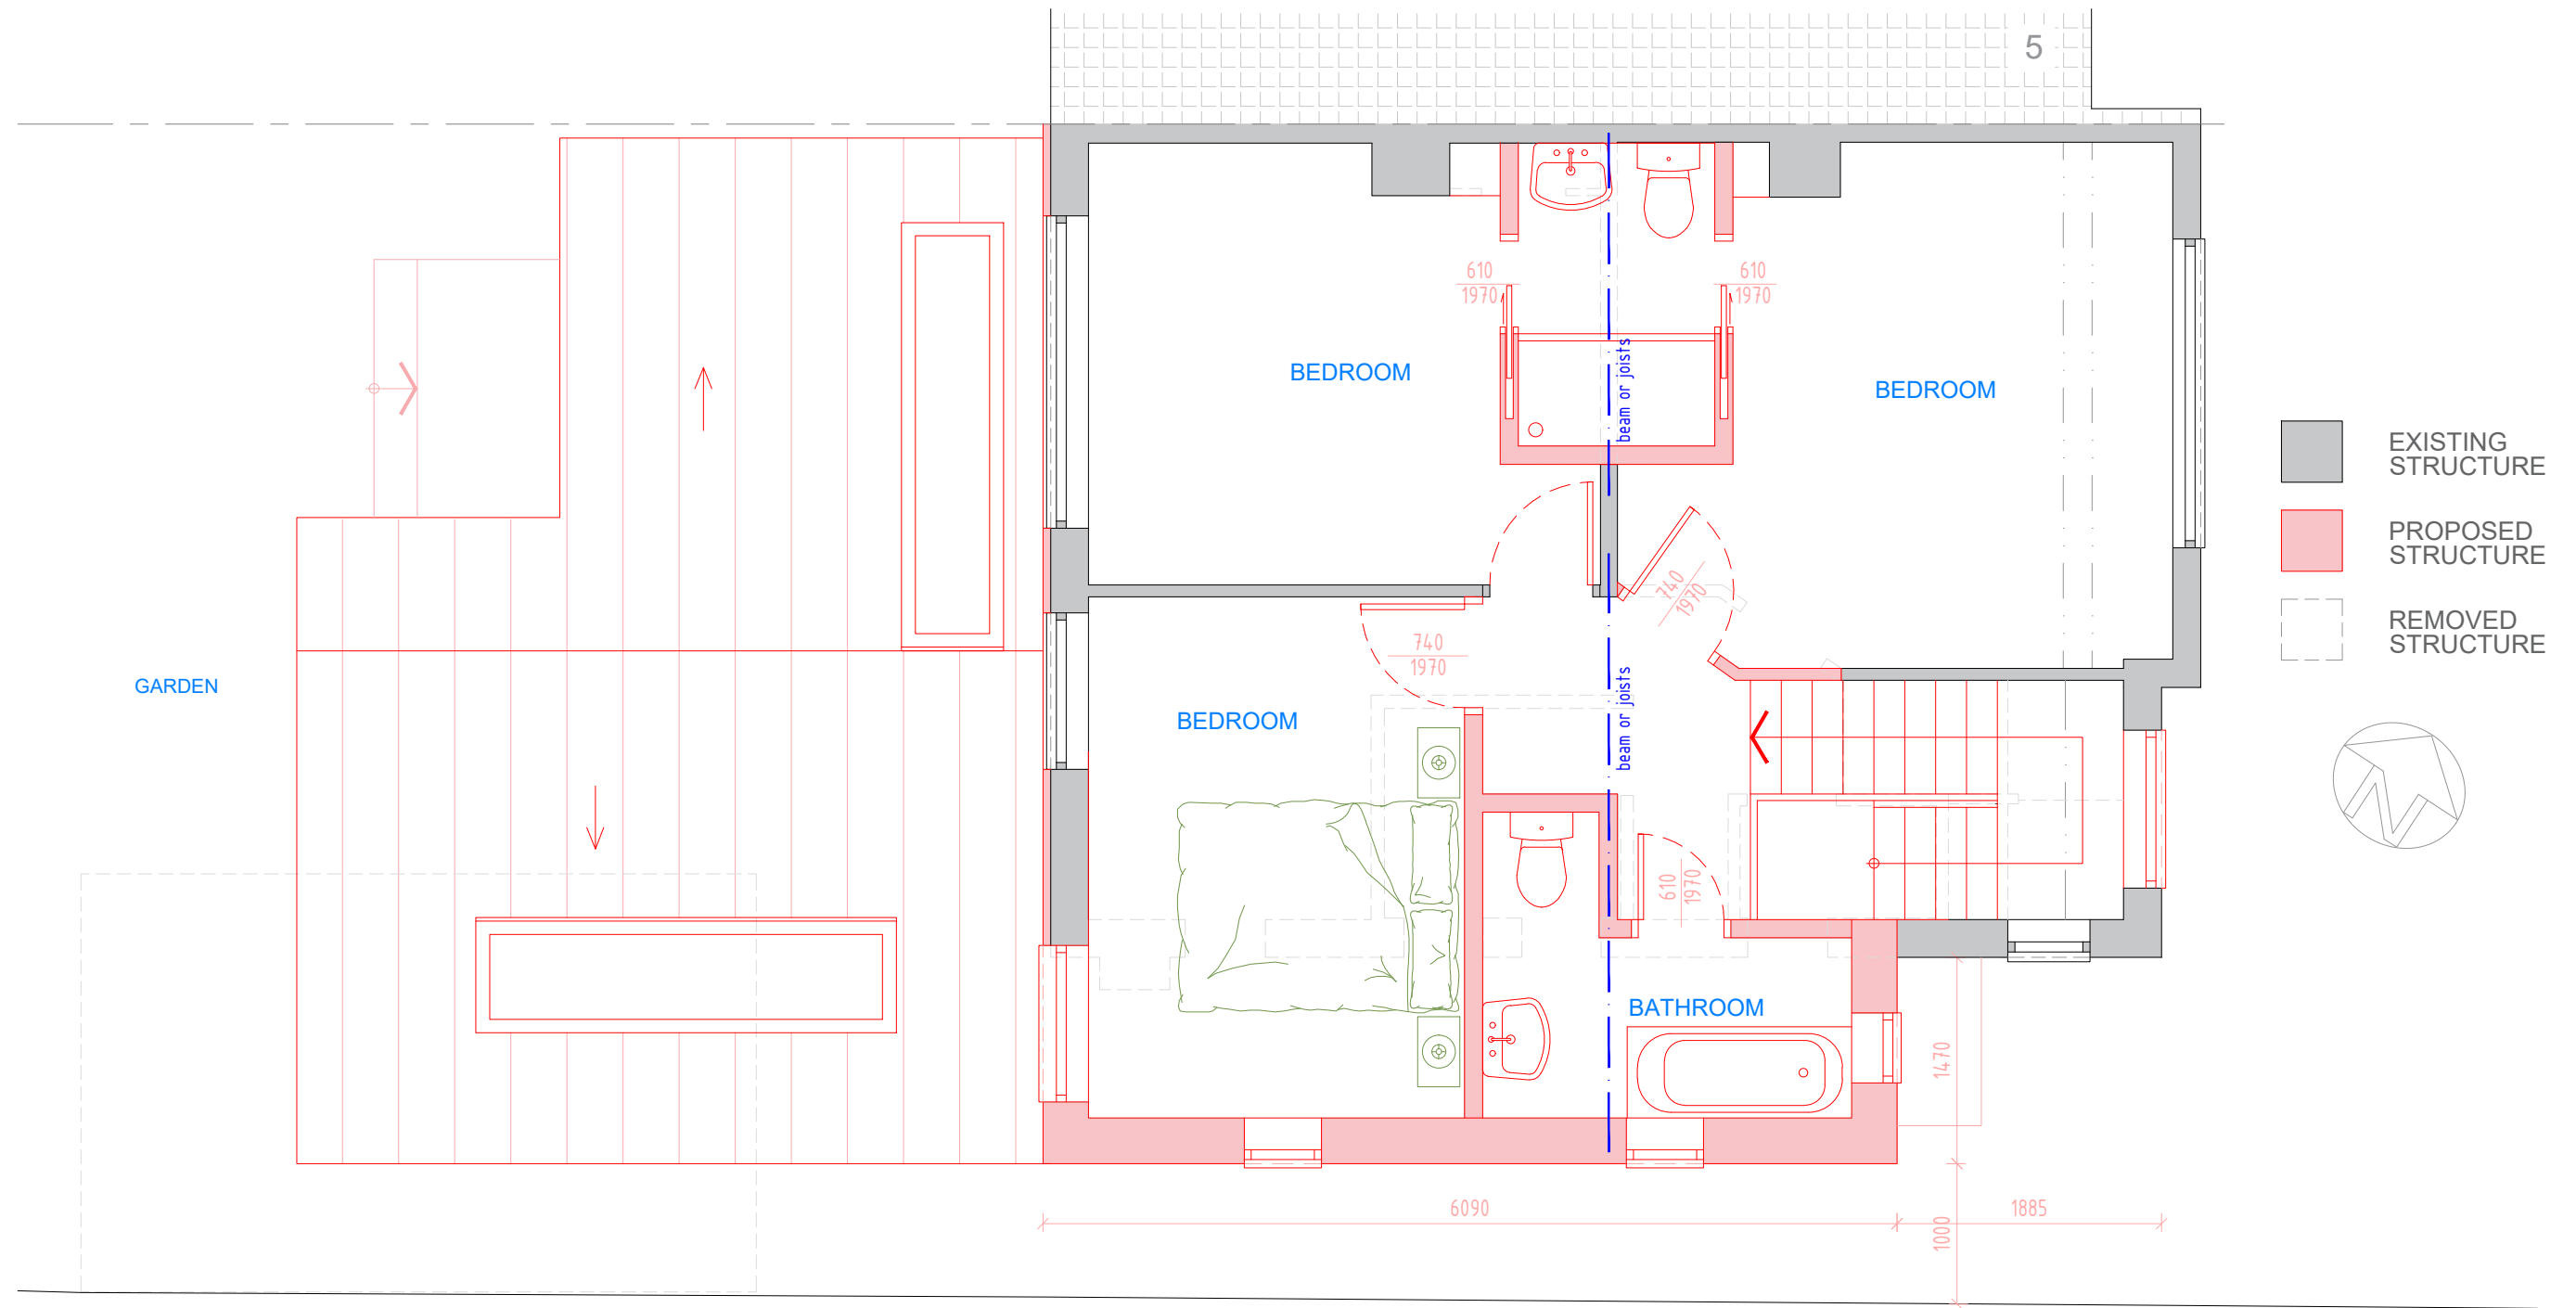 5
610
1970
610
1970
BEDROOM
beam or joists
BEDROOM
EXISTING
STRUCTURE
PROPOSED
STRUCTURE
REMOVED
STRUCTURE
740
1970
740
1970
GARDEN
BEDROOM
beam or joists
610
1970
BATHROOM
1470
6090
1885
1000